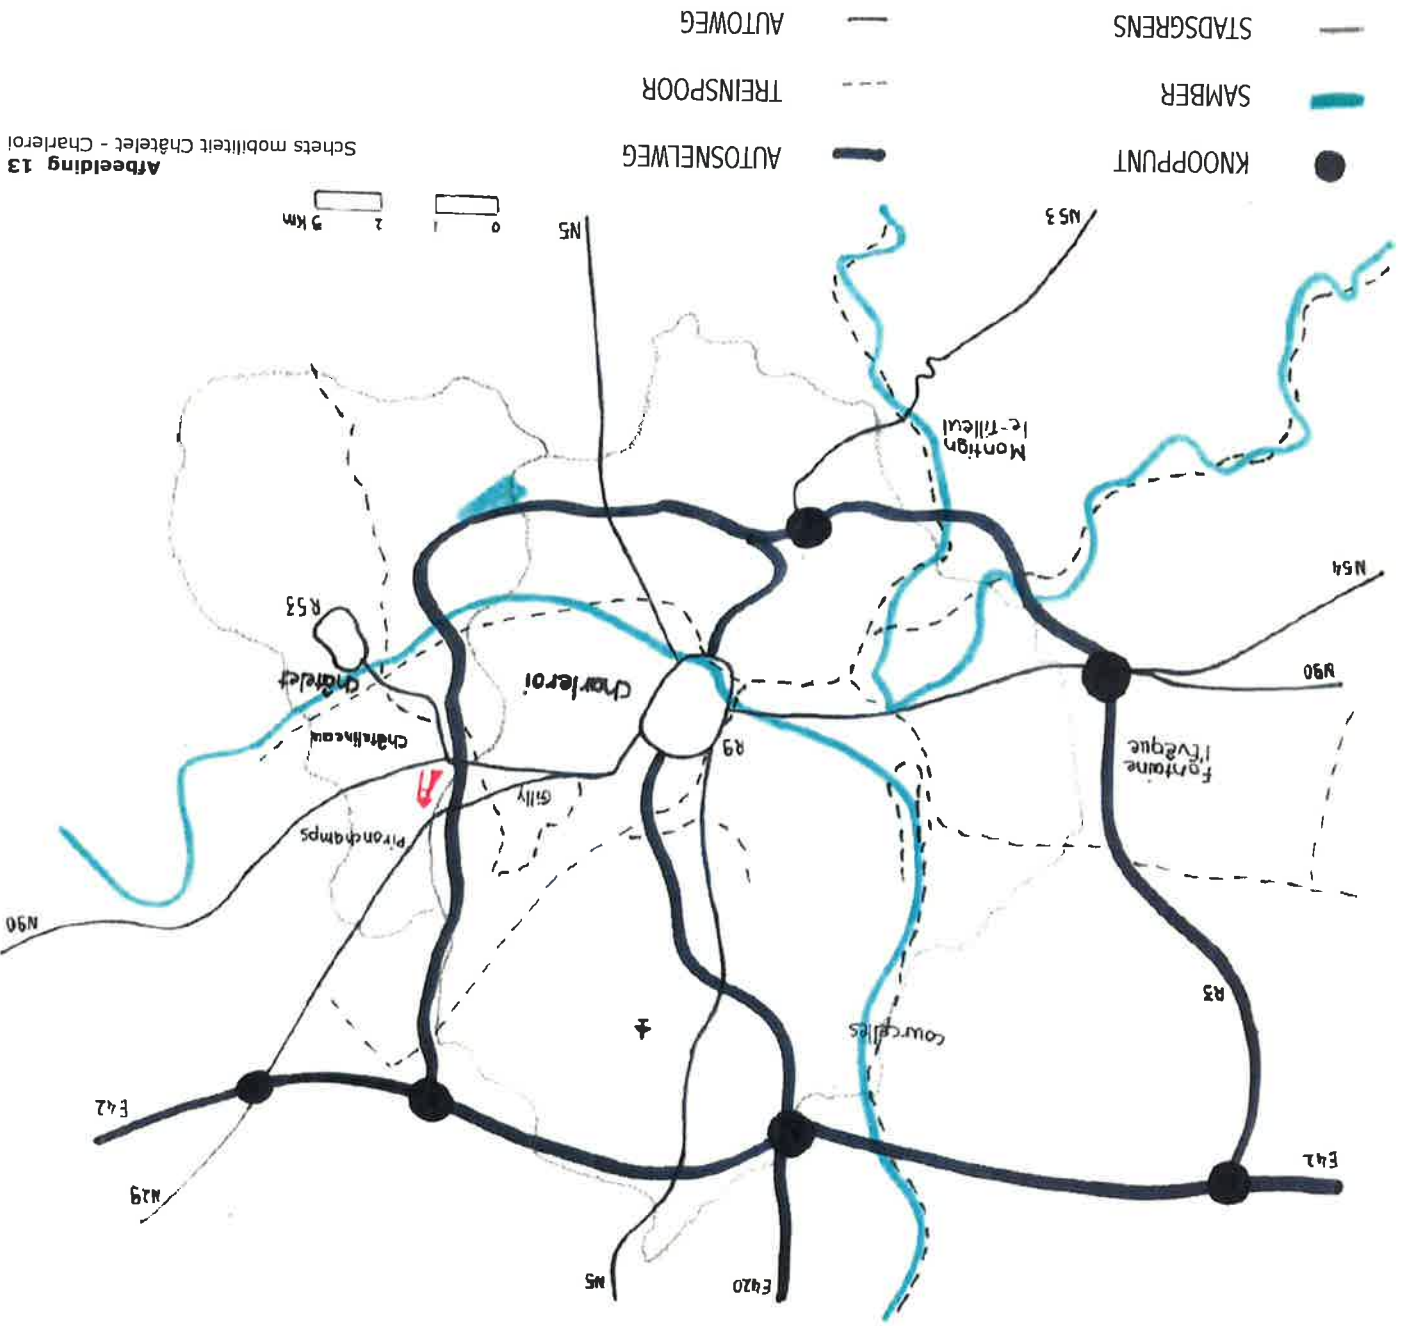 E420
N5
N29
E42
E42
R3
Courcelles
N90
Pironchamps
Gilly
Fontaine
l'Évêque
R9
Châtelineau
Charleroi
Châtelet
N90
N54
R53
Montign
le-Tilleul
N5
N53
0
1
2
3 km
Afbeelding 13
Schets mobiliteit Châtelet - Charleroi
KNOOPPUNT
AUTOSNELWEG
SAMBER
TREINSPOOR
STADSGRENS
AUTOWEG